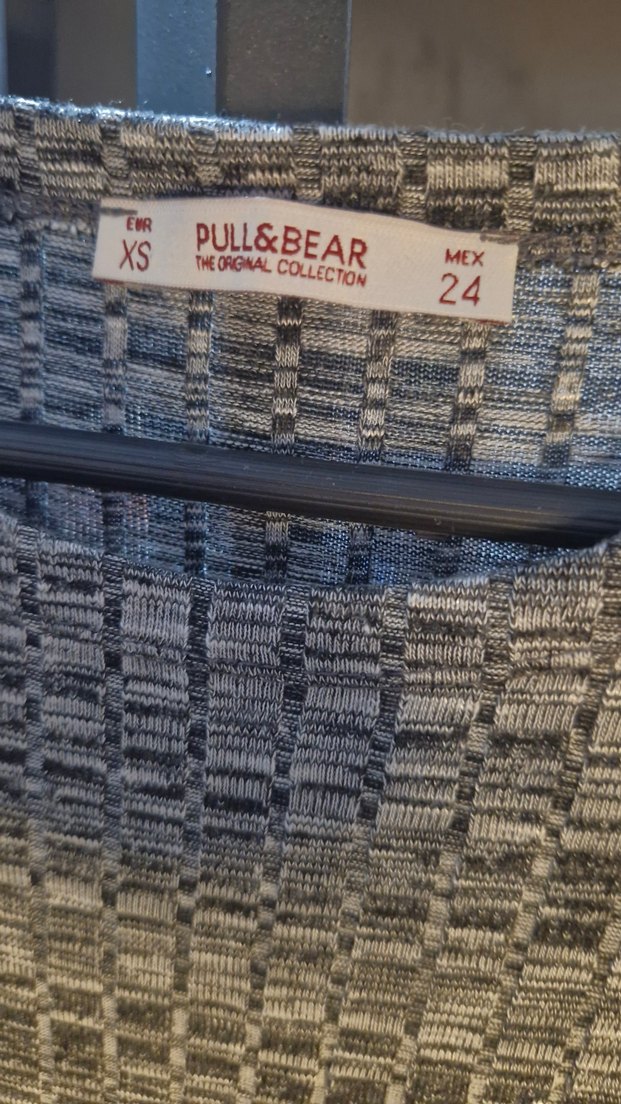 EUR
XS
PULL&BEAR
THE ORIGINAL COLLECTION
MEX
24